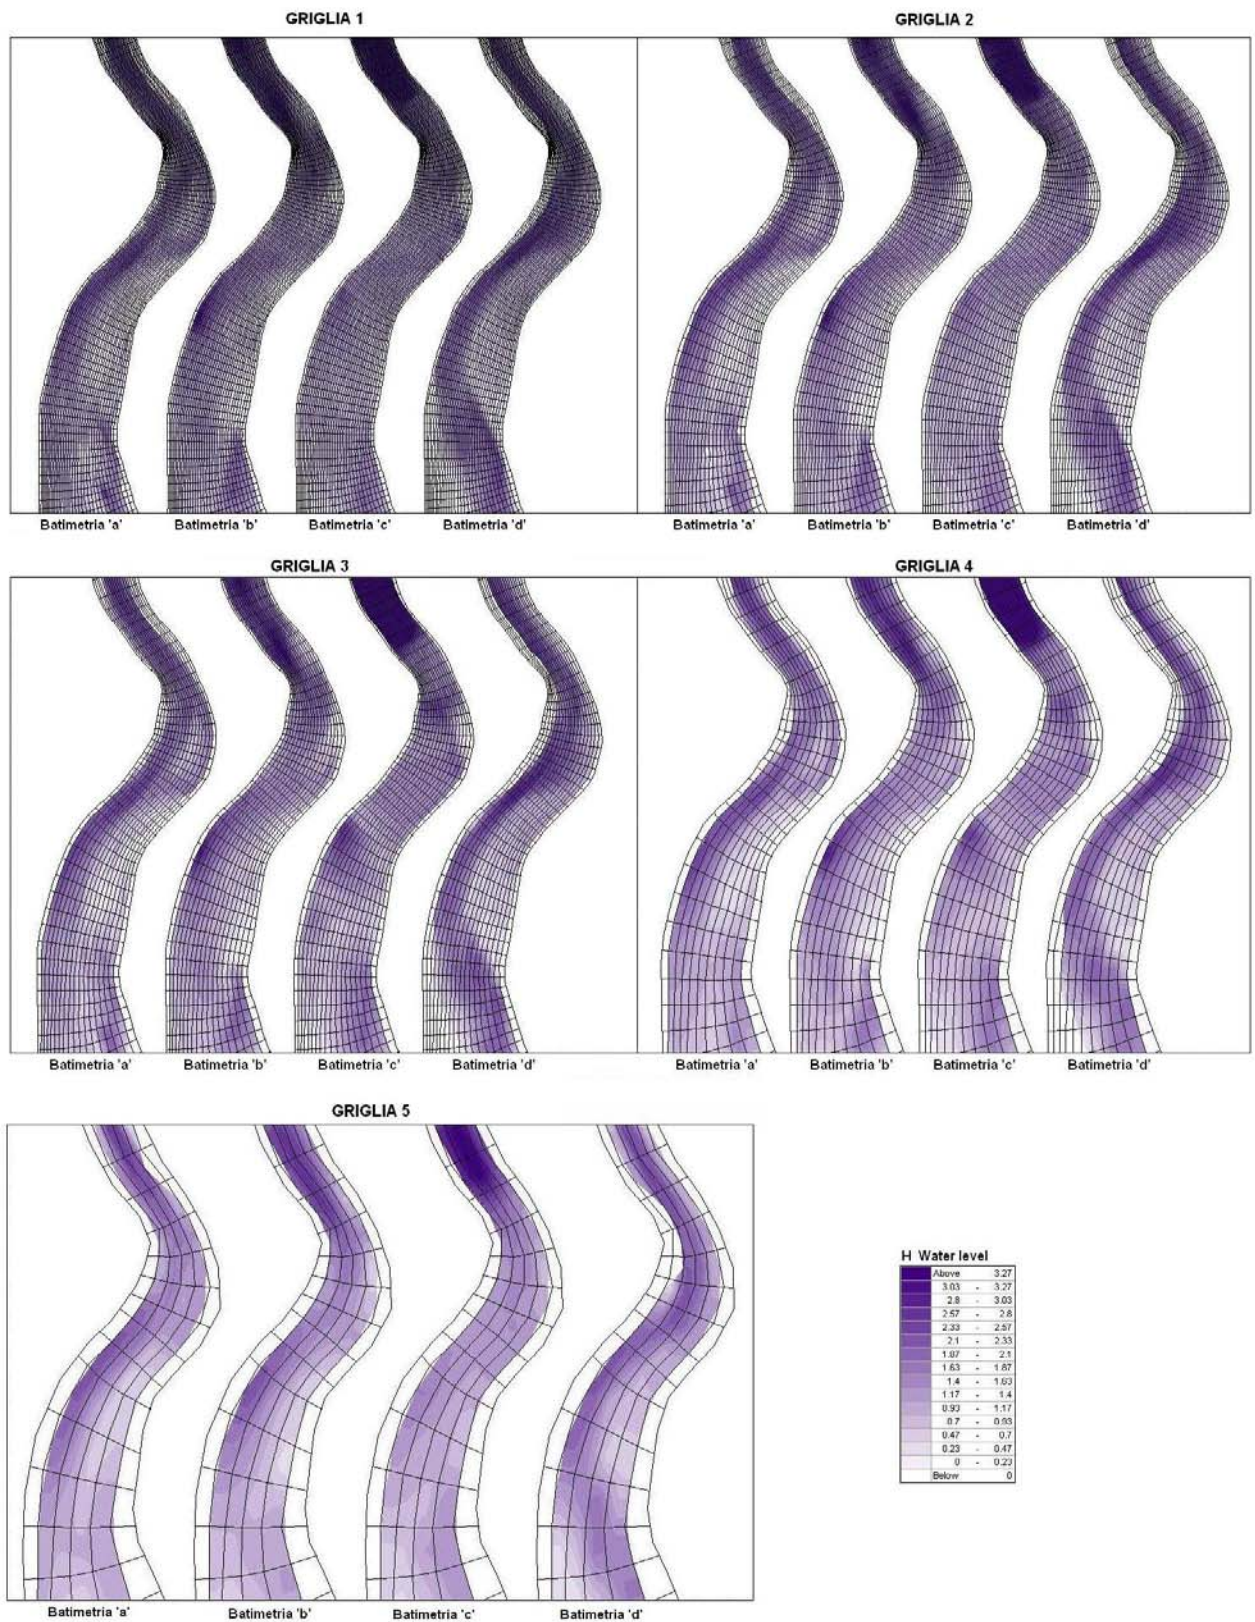 GRIGLIA 1
GRIGLIA 2
Batimetria 'a' Batimetria 'b' Batimetria 'c' Batimetria 'd'
Batimetria 'a' Batimetria 'b' Batimetria 'c' Batimetria 'd'
GRIGLIA 3
GRIGLIA 4
Batimetria 'a' Batimetria 'b' Batimetria 'c' Batimetria 'd'
Batimetria 'a' Batimetria 'b' Batimetria 'c' Batimetria 'd'
GRIGLIA 5
Batimetria 'a' Batimetria 'b' Batimetria 'c' Batimetria 'd'
H Water level
Above 3.27
3.03 - 3.27
2.8 - 3.03
2.57 - 2.8
2.33 - 2.57
2.1 - 2.33
1.87 - 2.1
1.63 - 1.87
1.4 - 1.63
1.17 - 1.4
0.93 - 1.17
0.7 - 0.93
0.47 - 0.7
0.23 - 0.47
0 - 0.23
Below 0